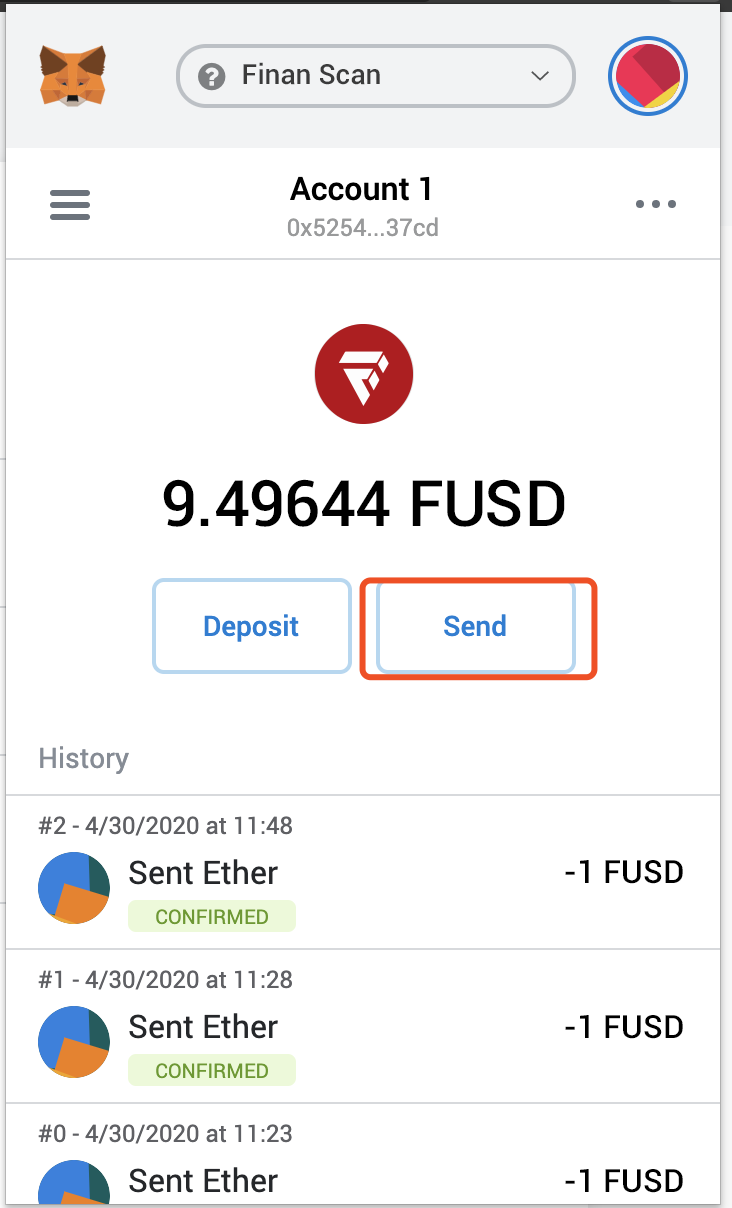 Finan Scan
Account 1
0x5254...37cd
9.49644 FUSD
Deposit
Send
History
#2 - 4/30/2020 at 11:48
Sent Ether
-1 FUSD
CONFIRMED
#1 - 4/30/2020 at 11:28
Sent Ether
-1 FUSD
CONFIRMED
#0 - 4/30/2020 at 11:23
Sent Ether
-1 FUSD